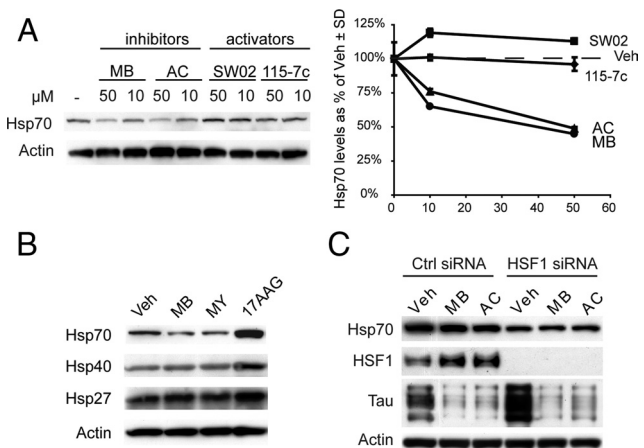 A
inhibitors activators
MB AC SW02 115-7c
µM - 50 10 50 10 50 10 50 10
Hsp70
Actin
Hsp70 levels as % of Veh ± SD
125%
100%
75%
50%
25%
0%
0 10 20 30 40 50 60
SW02
Veh
115-7c
AC
MB
B
Veh MB MY 17AAG
Hsp70
Hsp40
Hsp27
Actin
C
Ctrl siRNA HSF1 siRNA
Veh MB AC Veh MB AC
Hsp70
HSF1
Tau
Actin